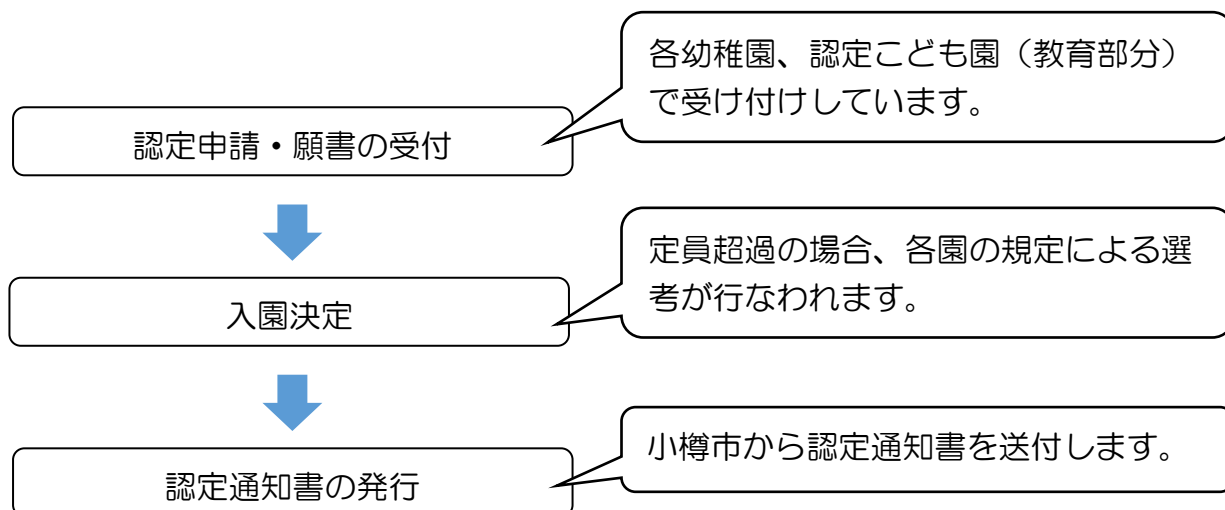 各幼稚園、認定こども園（教育部分）
で受け付けしています。
認定申請・願書の受付
定員超過の場合、各園の規定による選
考が行なわれます。
入園決定
小樽市から認定通知書を送付します。
認定通知書の発行